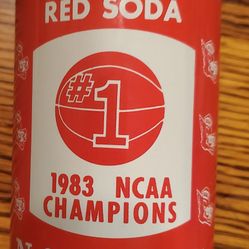 RED SODA
#1
1983 NCAA
CHAMPIONS